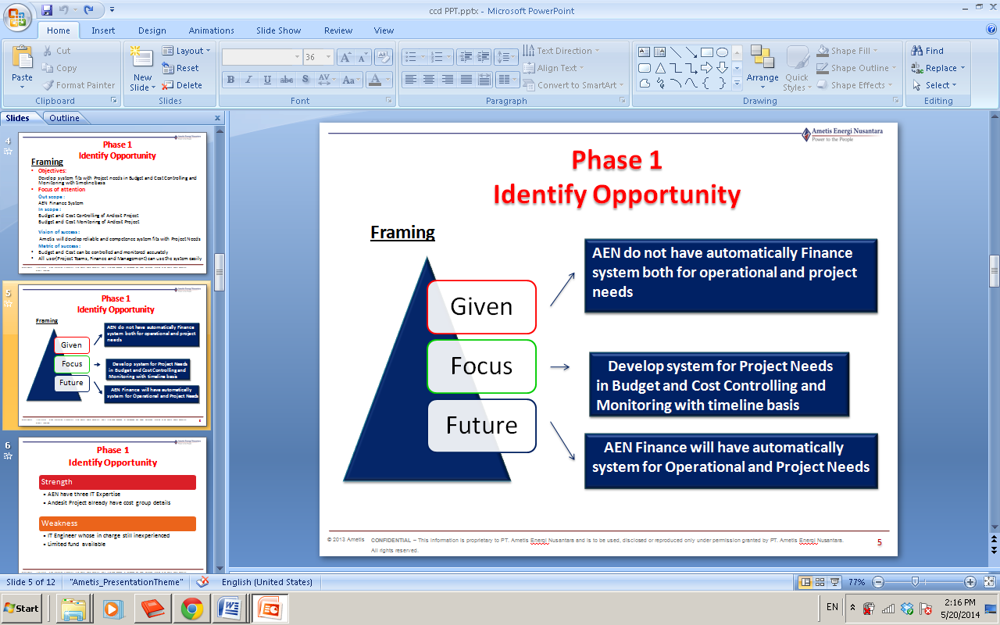 ccd PPT.pptx - Microsoft PowerPoint
Home Insert Design Animations Slide Show Review View
Paste
Cut
Copy
Format Painter
Clipboard
New
Slide
Layout
Reset
Delete
Slides
36
B I U abc S AV Aa A
Font
Text Direction
Align Text
Convert to SmartArt
Paragraph
Arrange
Quick
Styles
Shape Fill
Shape Outline
Shape Effects
Drawing
Find
Replace
Select
Editing
Slides Outline
4
Phase 1
Identify Opportunity
Framing
• Objectives:
Develop system fits with Project needs in Budget and Cost Controlling and
Monitoring with timeline basis
• Focus of attention
Out scope :
AEN Finance System
In scope :
Budget and Cost Controlling of Andesit Project
Budget and Cost Monitoring of Andesit Project
Vision of success :
Ametis will develop reliable and competence system fits with Project Needs
Metric of success :
• Budget and Cost can be controlled and monitored accurately
• All user(Project Teams, Finance and Management) can use the system easily
5
Phase 1
Identify Opportunity
Framing
Given
Focus
Future
AEN do not have automatically Finance
system both for operational and project
needs
Develop system for Project Needs
in Budget and Cost Controlling and
Monitoring with timeline basis
AEN Finance will have automatically
system for Operational and Project Needs
6
Phase 1
Identify Opportunity
Strength
• AEN have three IT Expertise
• Andesit Project already have cost group details
Weakness
• IT Engineer whose in charge still inexperienced
• Limited fund available
Ametis Energi Nusantara
Power to the People
Phase 1
Identify Opportunity
Framing
Given
Focus
Future
AEN do not have automatically Finance
system both for operational and project
needs
Develop system for Project Needs
in Budget and Cost Controlling and
Monitoring with timeline basis
AEN Finance will have automatically
system for Operational and Project Needs
© 2013 Ametis CONFIDENTIAL – This information is proprietary to PT. Ametis Energi Nusantara and is to be used, disclosed or reproduced only under permission granted by PT. Ametis Energi Nusantara.
All rights reserved.
5
Slide 5 of 12 "Ametis_PresentationTheme" English (United States) 77%
Start
EN
2:16 PM
5/20/2014